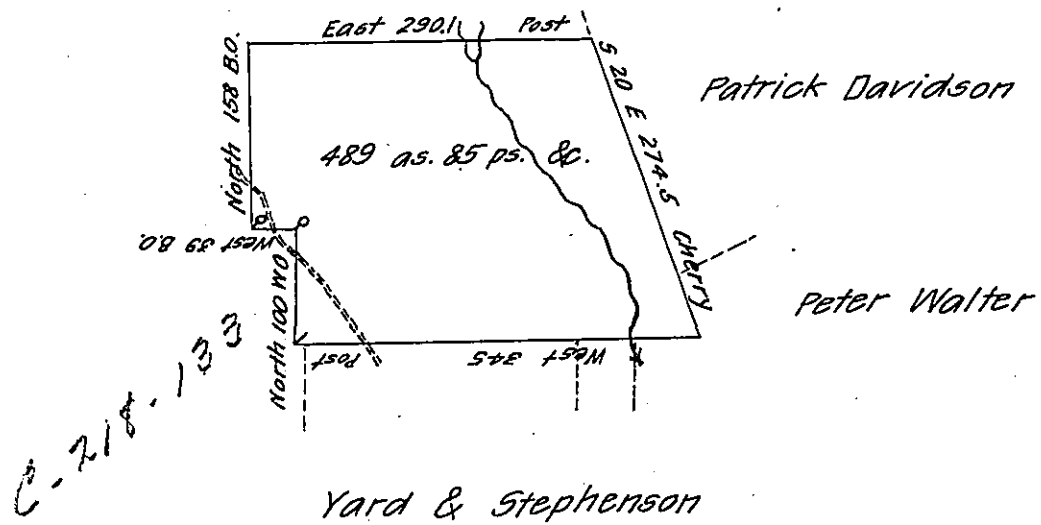 East 290.1 Post
North 158 B.O.
S 20 E 274.5 Cherry
Patrick Davidson
489 as. 85 ps. &c.
West 39 B.O.
North 100 W.O
Peter Walter
West 345 Post
C-218-133
Yard & Stephenson